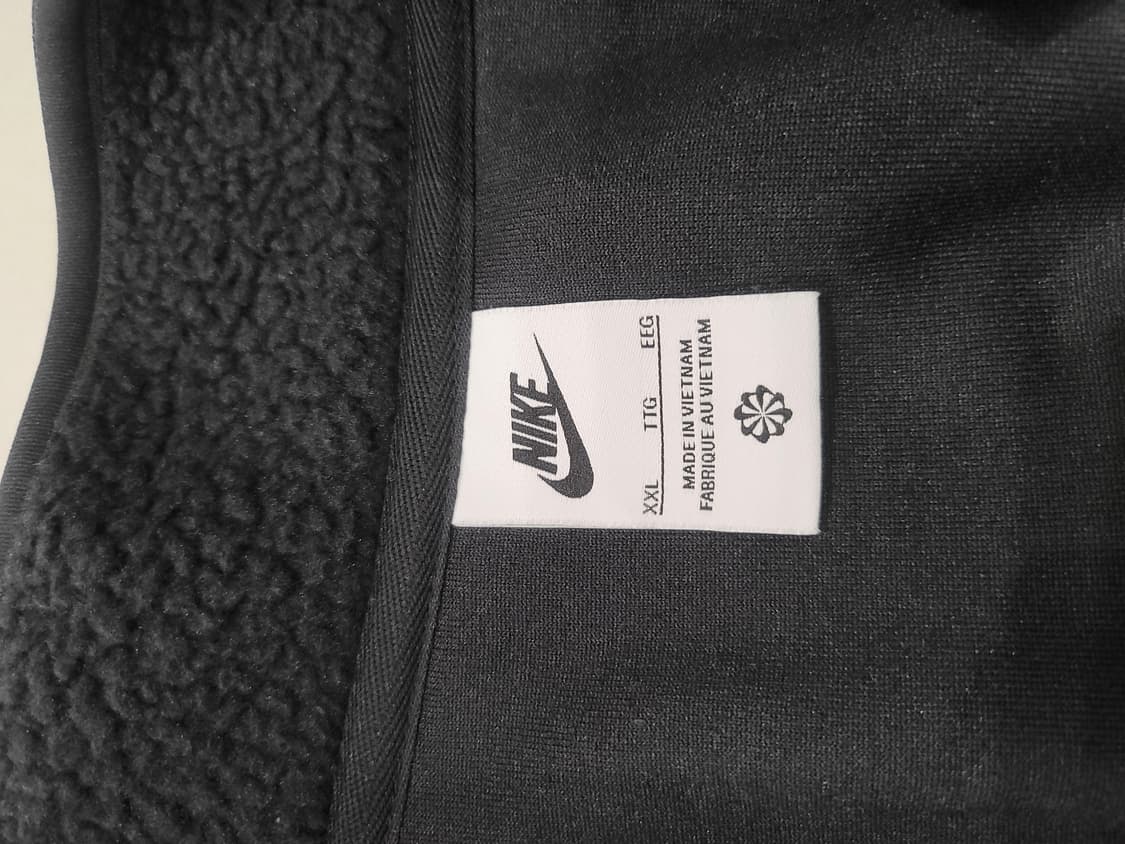 NIKE
XXL TTG EEG
MADE IN VIETNAM
FABRIQUE AU VIETNAM